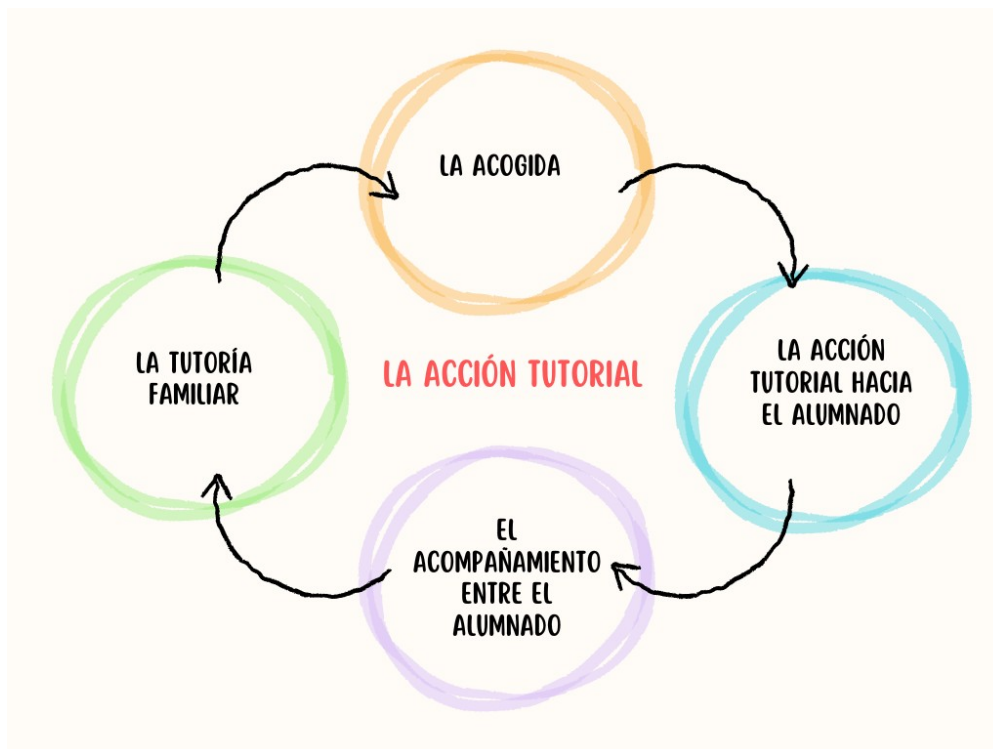 LA ACOGIDA
LA ACCIÓN
TUTORIAL HACIA
EL ALUMNADO
EL
ACOMPAÑAMIENTO
ENTRE EL
ALUMNADO
LA TUTORÍA
FAMILIAR
LA ACCIÓN TUTORIAL